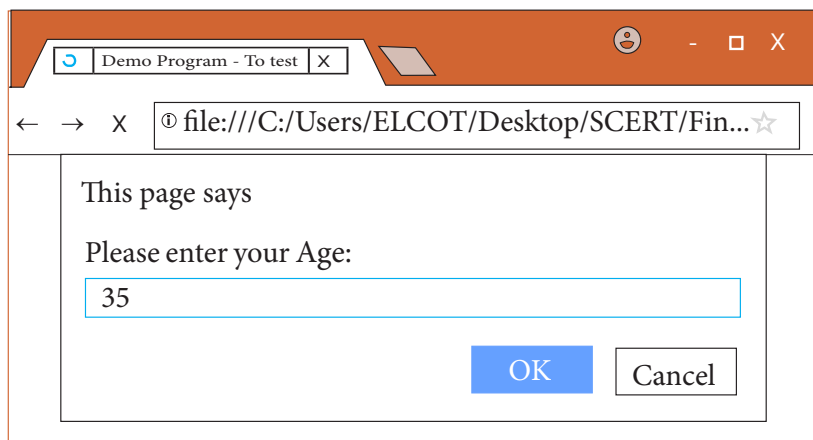 Demo Program - To test X
- X
← → X file:///C:/Users/ELCOT/Desktop/SCERT/Fin...
This page says
Please enter your Age:
35
OK Cancel